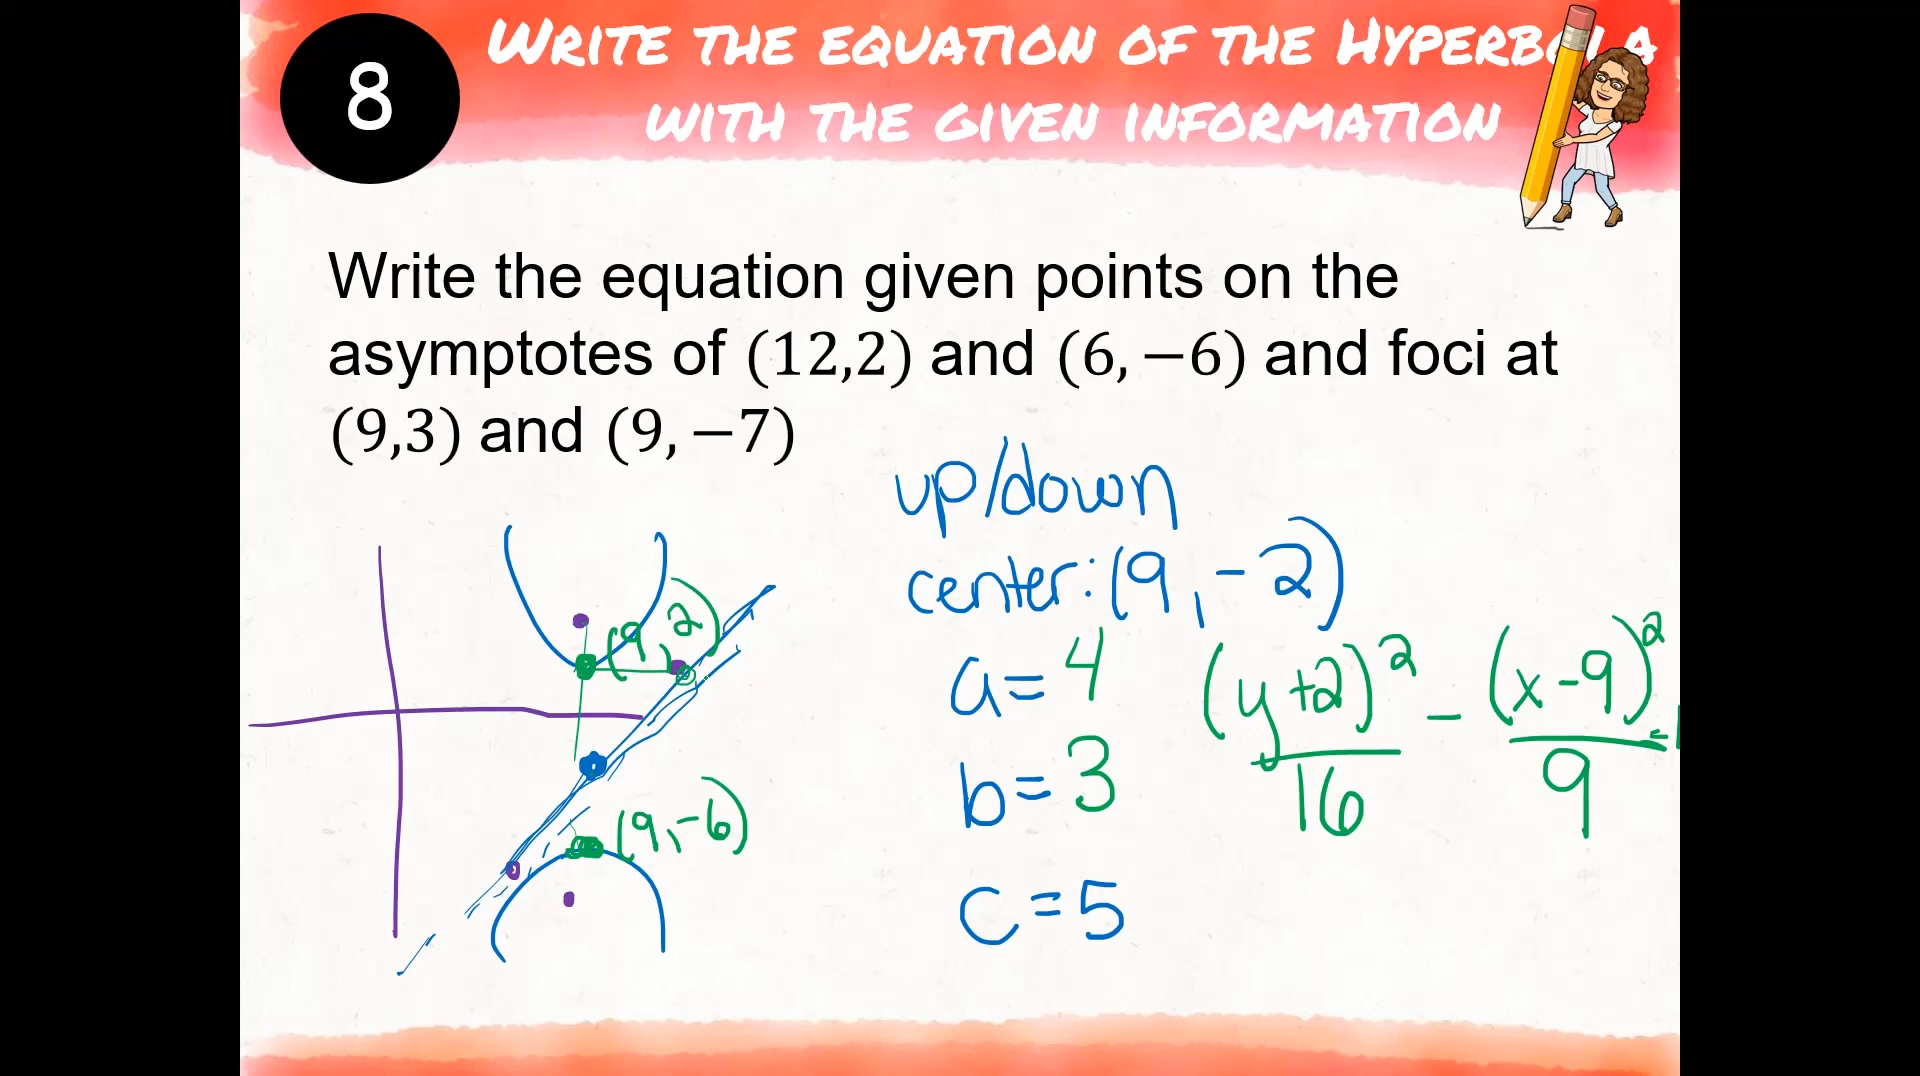 8
Write the equation of the Hyperbola
with the given information
Write the equation given points on the
asymptotes of (12,2) and (6, −6) and foci at
(9,3) and (9, −7)
up/down
center: (9, -2)
(9, 2)
a = 4
(y+2)² - (x-9)² =
16 9
b = 3
(9, -6)
c = 5